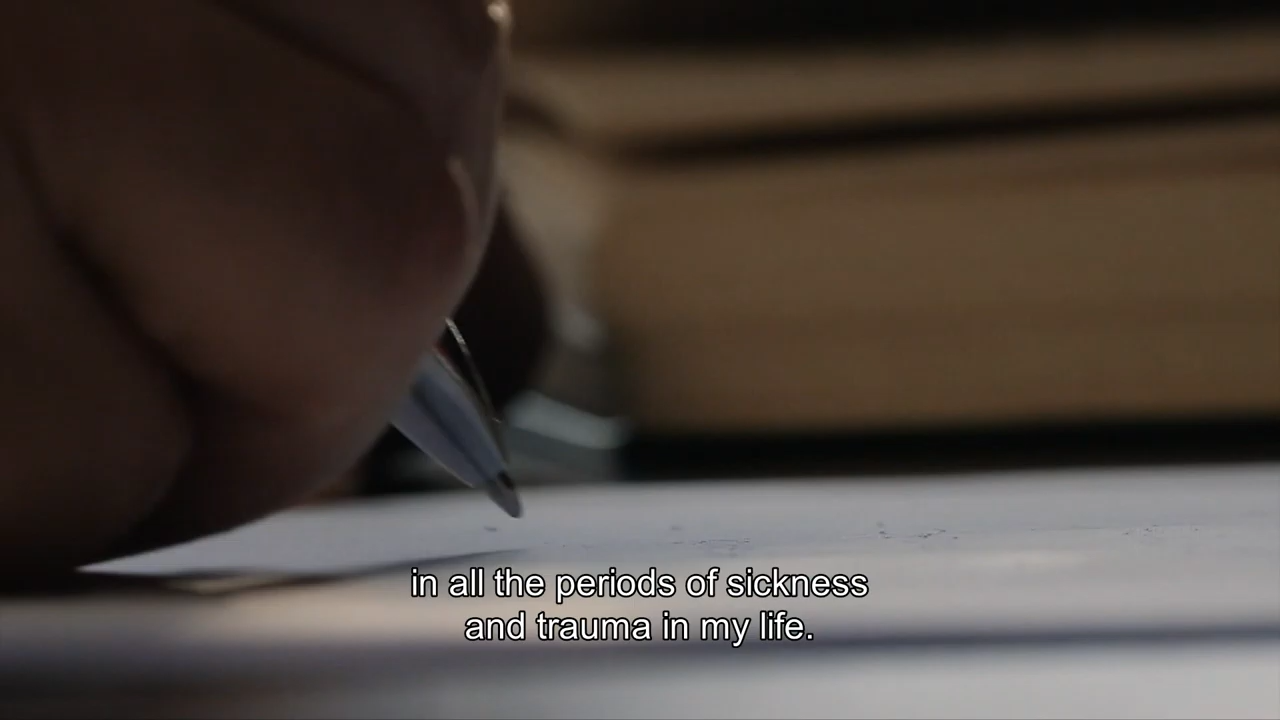 in all the periods of sickness
and trauma in my life.